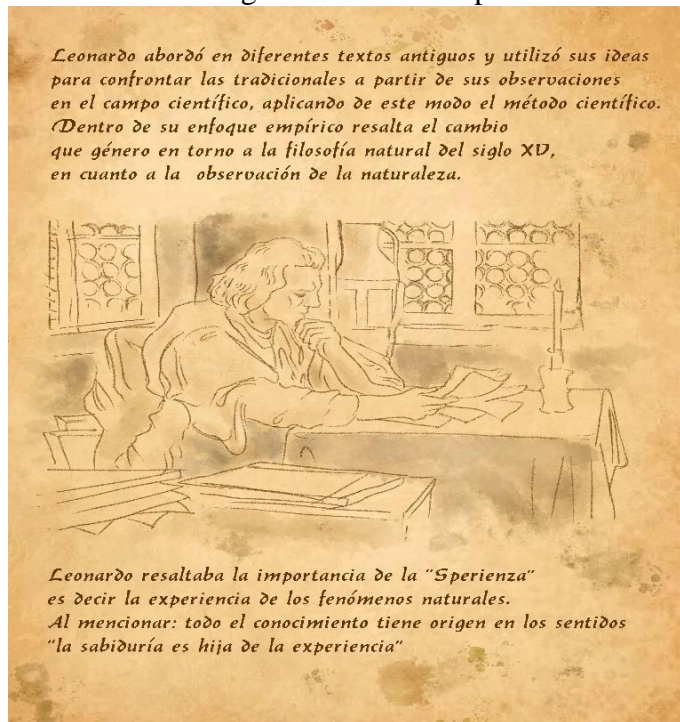 Leonardo abordó en diferentes textos antiguos y utilizó sus ideas
para confrontar las tradicionales a partir de sus observaciones
en el campo científico, aplicando de este modo el método científico.
Dentro de su enfoque empírico resalta el cambio
que género en torno a la filosofía natural del siglo XV,
en cuanto a la observación de la naturaleza.
Leonardo resaltaba la importancia de la "Sperienza"
es decir la experiencia de los fenómenos naturales.
Al mencionar: todo el conocimiento tiene origen en los sentidos
"la sabiduría es hija de la experiencia"